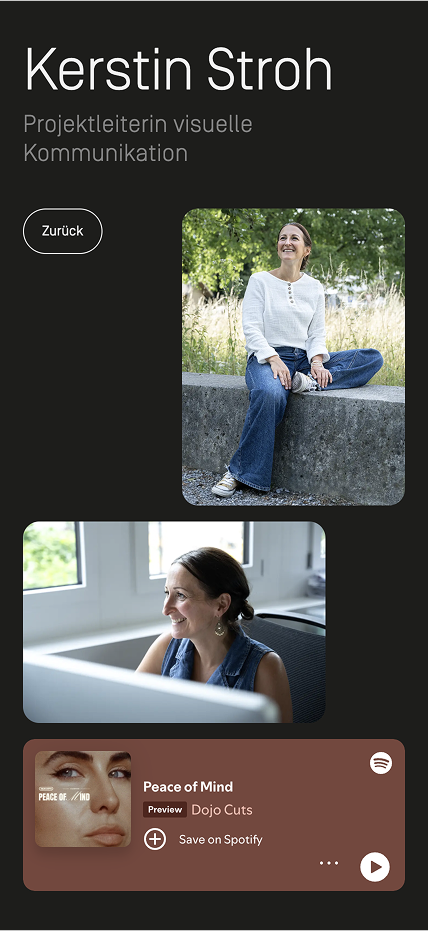 Kerstin Stroh
Projektleiterin visuelle
Kommunikation
Zurück
PEACE OF MIND
Peace of Mind
Preview Dojo Cuts
Save on Spotify